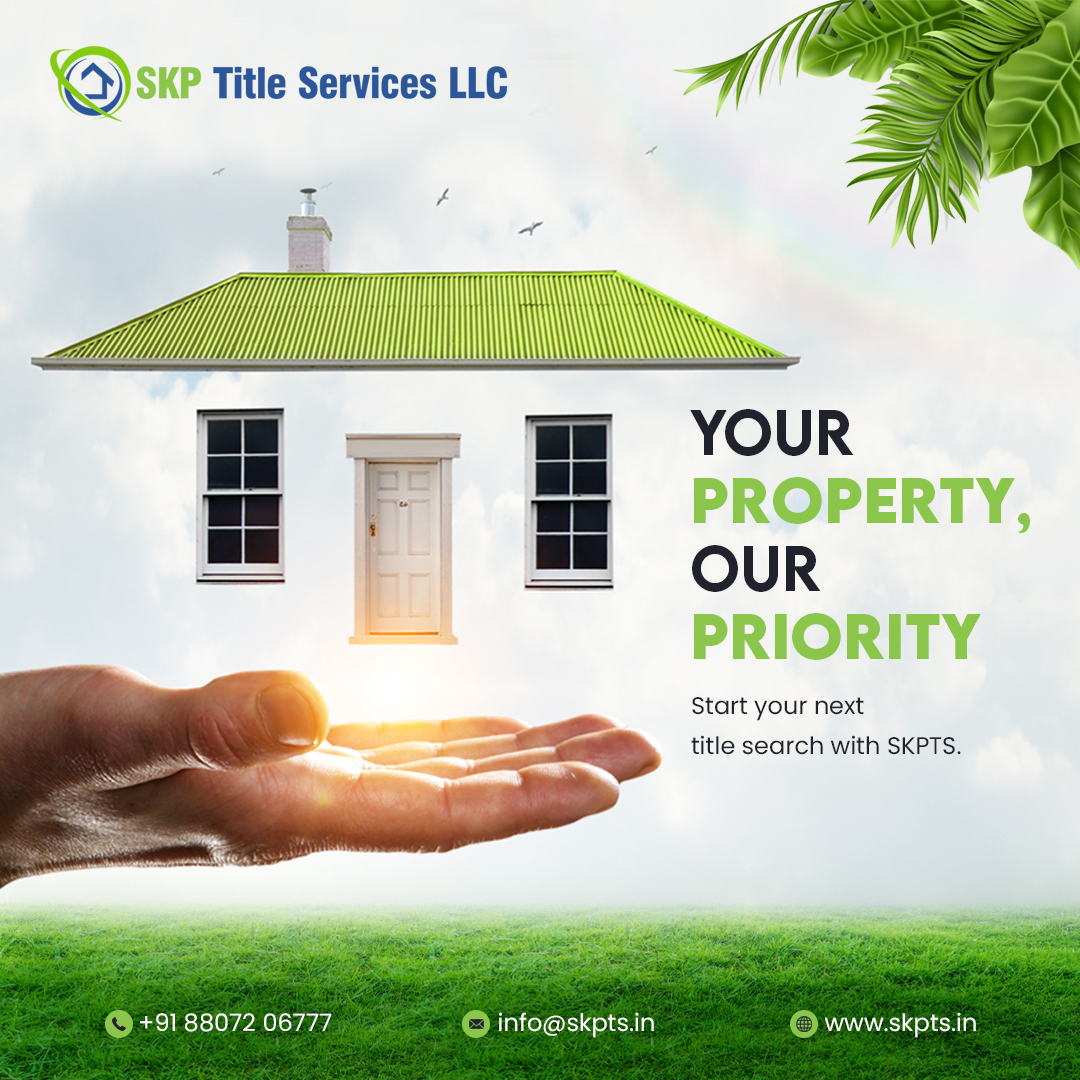 SKP Title Services LLC
YOUR
PROPERTY,
OUR
PRIORITY
Start your next
title search with SKPTS.
+91 88072 06777
info@skpts.in
www.skpts.in